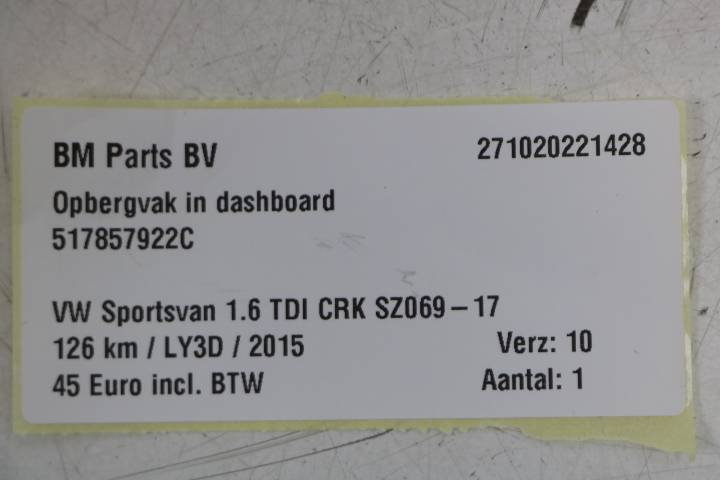 BM Parts BV 271020221428
Opbergvak in dashboard
517857922C
VW Sportsvan 1.6 TDI CRK SZ069-17
126 km / LY3D / 2015 Verz: 10
45 Euro incl. BTW Aantal: 1